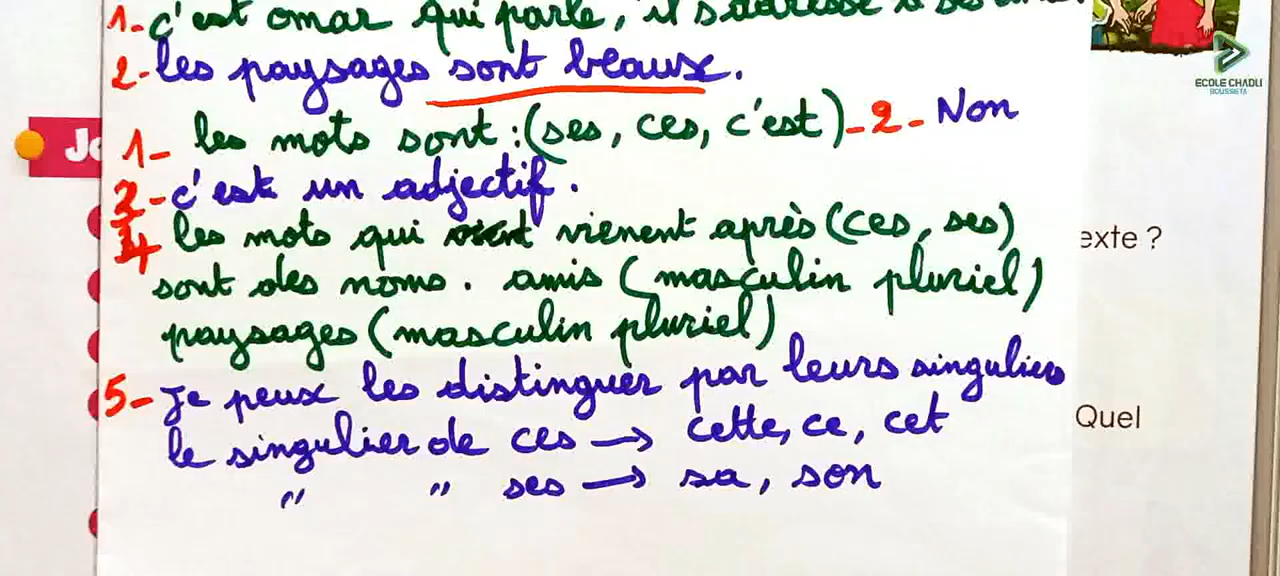 1- c'est omar qui parle, il s'adresse à ses
2- les paysages sont beaux.
1- les mots sont : (ses, ces, c'est) - 2 - Non
3- c'est un adjectif.
4 les mots qui vienent après (ces, ses)
sont des noms. amis (masculin pluriel)
paysages (masculin pluriel)
5- Je peux les distinguer par leurs singuliers
le singulier de ces → cette, ce, cet
" " ses → sa, son
ECOLE CHADLI
BOUSSETA
exte ?
Quel